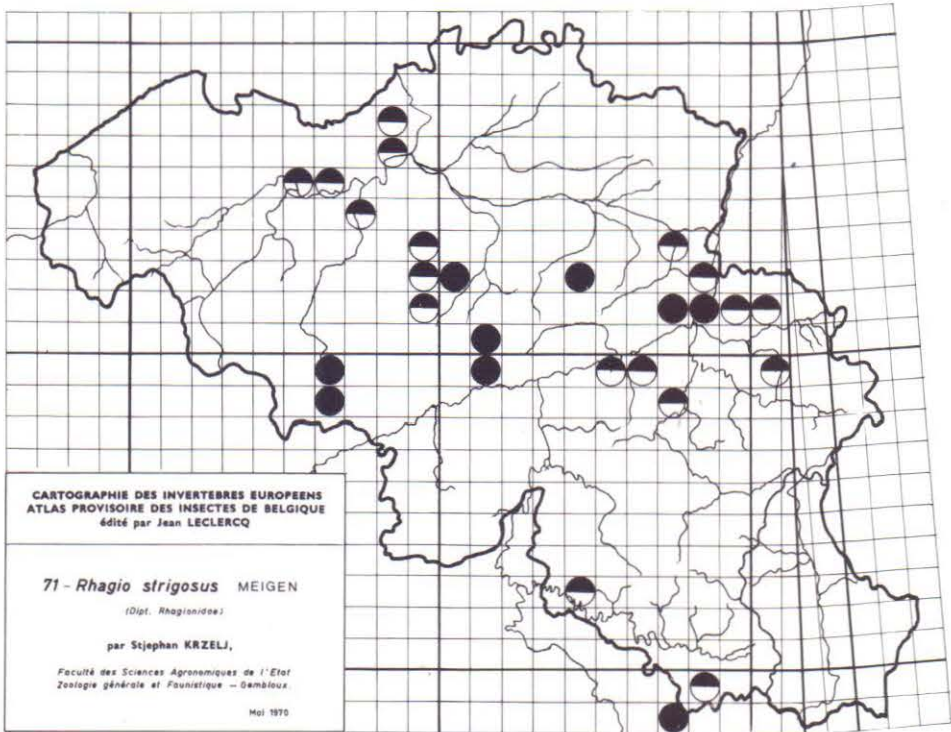 CARTOGRAPHIE DES INVERTEBRES EUROPEENS
ATLAS PROVISOIRE DES INSECTES DE BELGIQUE
édité par Jean LECLERCQ
71 - Rhagio strigosus MEIGEN
(Dipt. Rhagionidae)
par Stjephan KRZELJ,
Faculté des Sciences Agronomiques de l'Etat
Zoologie générale et Faunistique - Gembloux.
Mai 1970